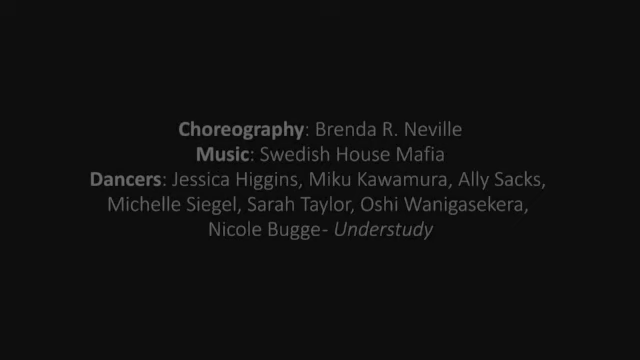 Choreography: Brenda R. Neville
Music: Swedish House Mafia
Dancers: Jessica Higgins, Miku Kawamura, Ally Sacks,
Michelle Siegel, Sarah Taylor, Oshi Wanigasekera,
Nicole Bugge- Understudy